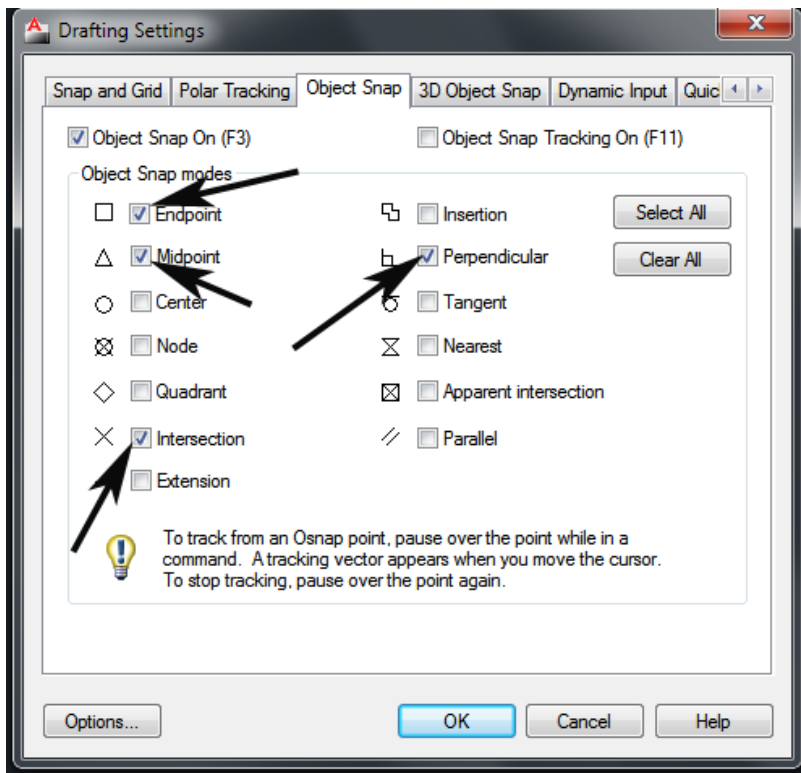 Drafting Settings
Snap and Grid Polar Tracking Object Snap 3D Object Snap Dynamic Input Quic
Object Snap On (F3) Object Snap Tracking On (F11)
Object Snap modes
Endpoint Insertion Select All
Midpoint Perpendicular Clear All
Center Tangent
Node Nearest
Quadrant Apparent intersection
Intersection Parallel
Extension
To track from an Osnap point, pause over the point while in a
command. A tracking vector appears when you move the cursor.
To stop tracking, pause over the point again.
Options... OK Cancel Help